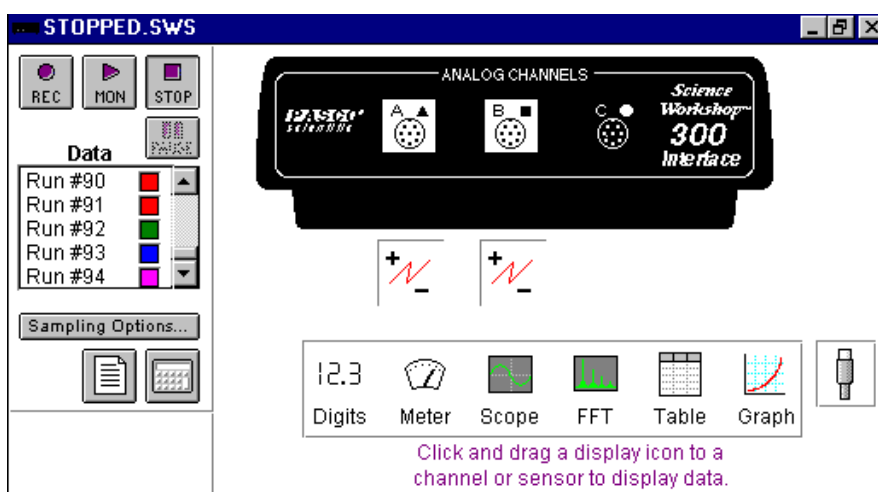 STOPPED.SWS
REC MON STOP
PAUSE
Data
Run #90
Run #91
Run #92
Run #93
Run #94
Sampling Options...
ANALOG CHANNELS
PASCO
scientific
A B C
Science
Workshop™
300
Interface
12.3
Digits Meter Scope FFT Table Graph
Click and drag a display icon to a
channel or sensor to display data.